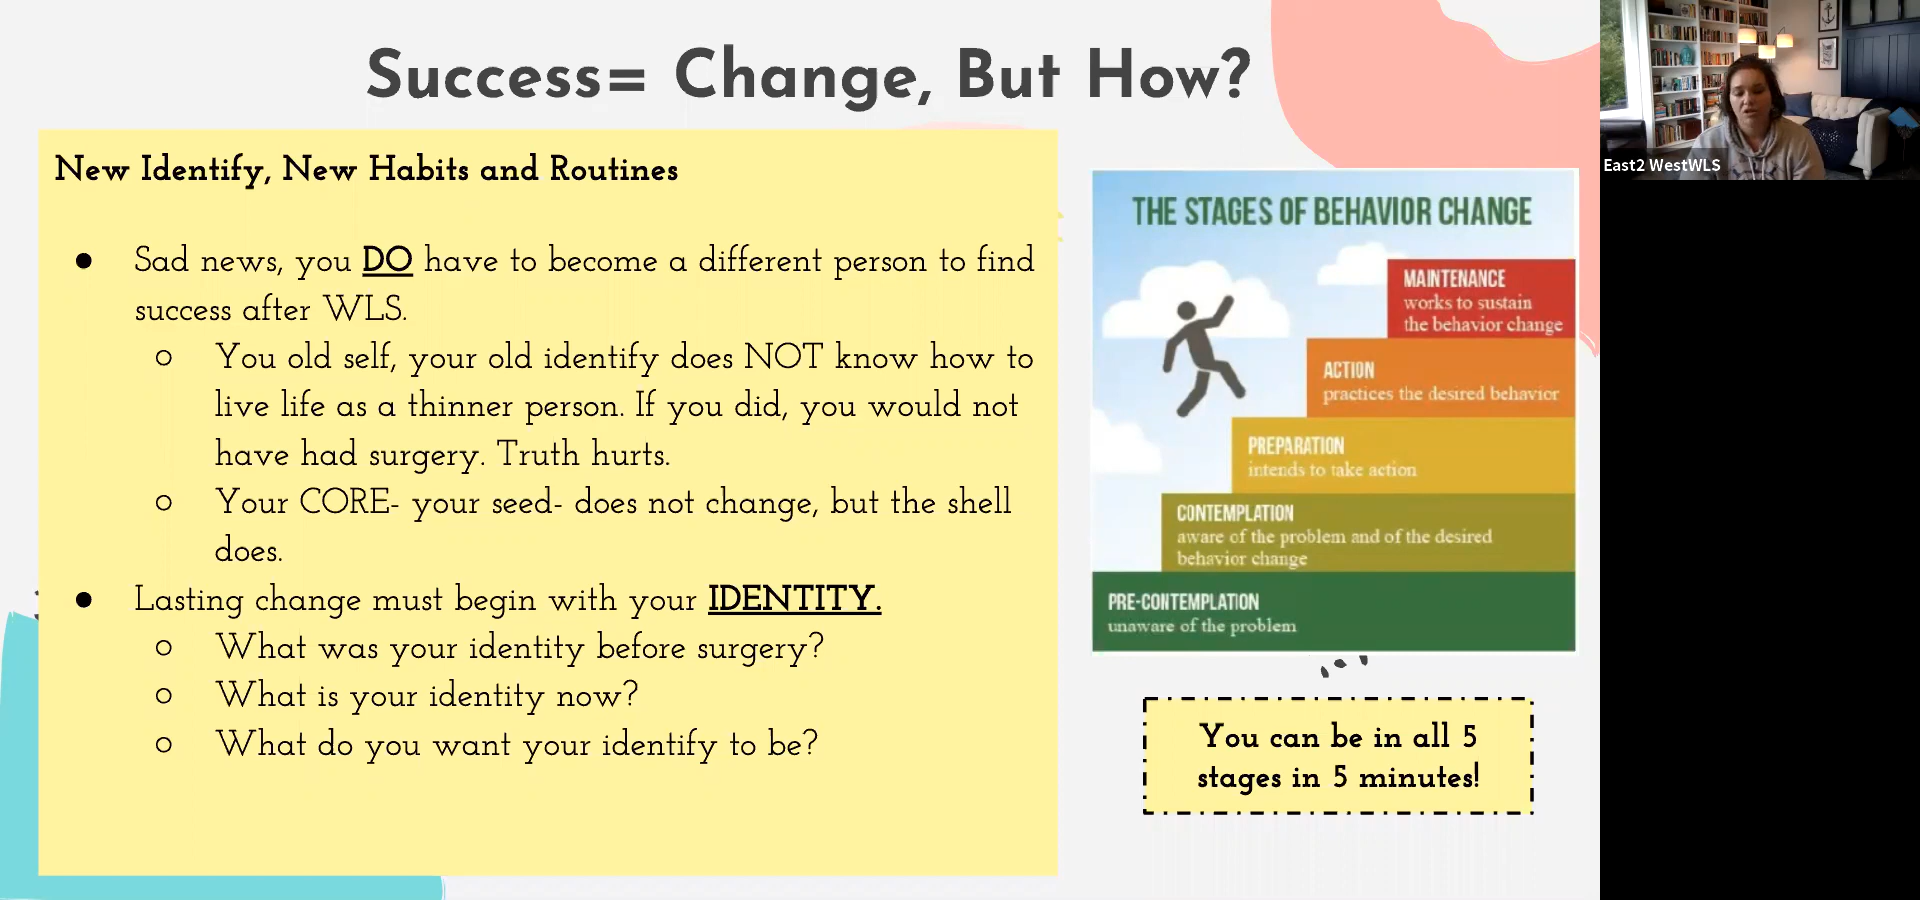 Success= Change, But How?
New Identify, New Habits and Routines
● Sad news, you DO have to become a different person to find
success after WLS.
○ You old self, your old identify does NOT know how to
live life as a thinner person. If you did, you would not
have had surgery. Truth hurts.
○ Your CORE- your seed- does not change, but the shell
does.
● Lasting change must begin with your IDENTITY.
○ What was your identity before surgery?
○ What is your identity now?
○ What do you want your identify to be?
THE STAGES OF BEHAVIOR CHANGE
MAINTENANCE
works to sustain
the behavior change
ACTION
practices the desired behavior
PREPARATION
intends to take action
CONTEMPLATION
aware of the problem and of the desired
behavior change
PRE-CONTEMPLATION
unaware of the problem
You can be in all 5
stages in 5 minutes!
East2 WestWLS